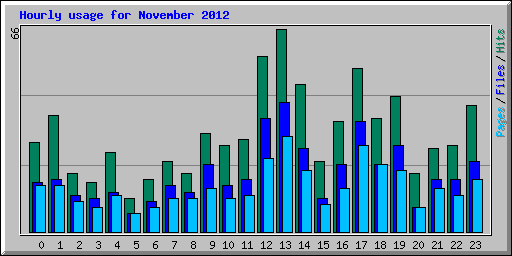 Hourly usage for November 2012
66
Pages / Files / Hits
0 1 2 3 4 5 6 7 8 9 10 11 12 13 14 15 16 17 18 19 20 21 22 23